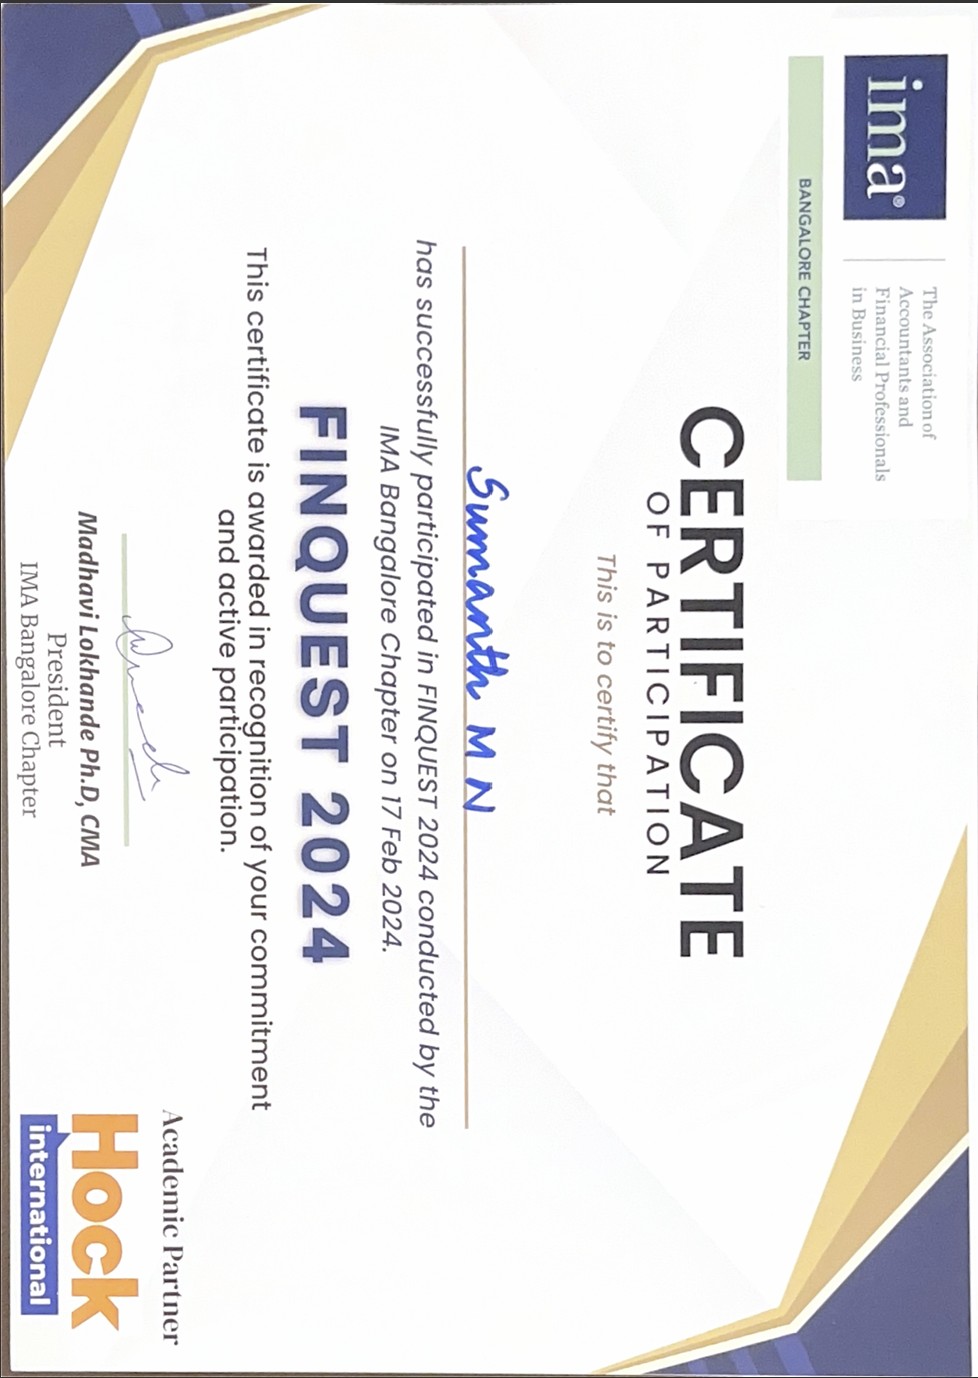 ima®
The Association of
Accountants and
Financial Professionals
in Business
BANGALORE CHAPTER
CERTIFICATE
OF PARTICIPATION
This is to certify that
Sumanth M N
has successfully participated in FINQUEST 2024 conducted by the
IMA Bangalore Chapter on 17 Feb 2024.
FINQUEST 2024
This certificate is awarded in recognition of your commitment
and active participation.
Madhavi Lokhande Ph.D, CMA
President
IMA Bangalore Chapter
Academic Partner
Hock
international